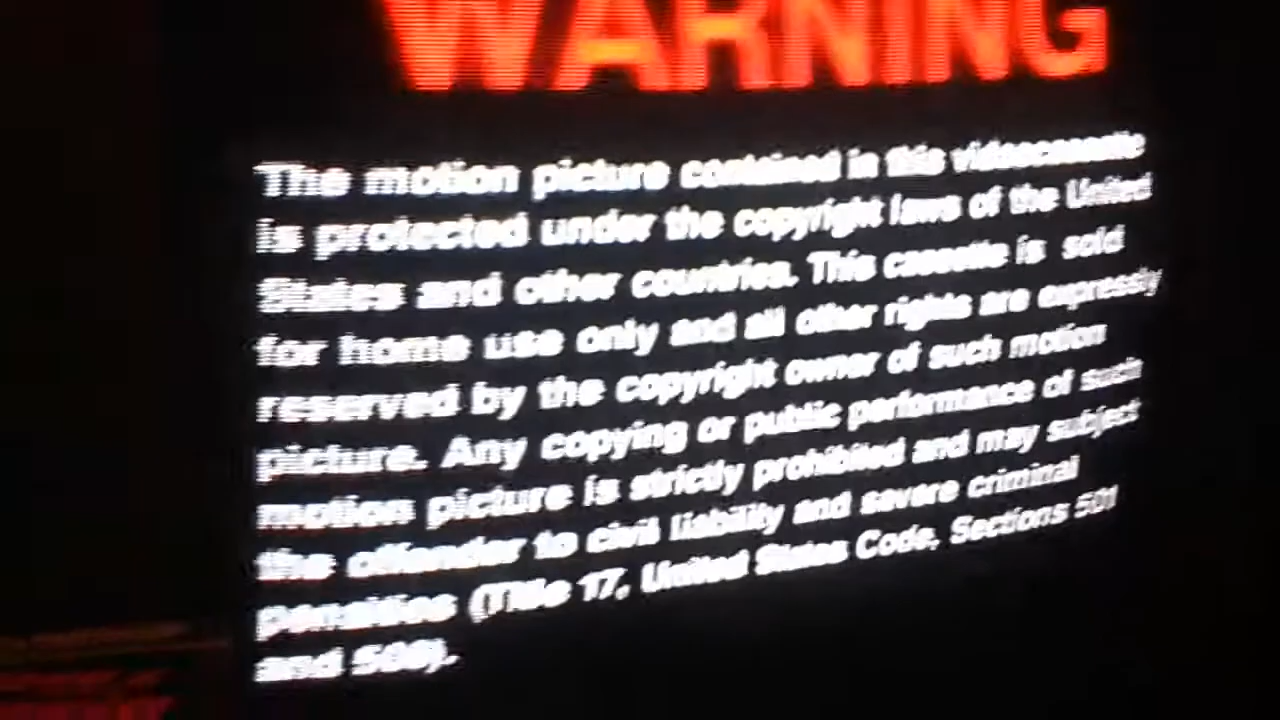 WARNING
The motion picture contained in this videocassette
is protected under the copyright laws of the United
States and other countries. This cassette is sold
for home use only and all other rights are expressly
reserved by the copyright owner of such motion
picture. Any copying or public performance of such
motion picture is strictly prohibited and may subject
the offender to civil liability and severe criminal
penalties (Title 17, United States Code, Sections 501
and 506).